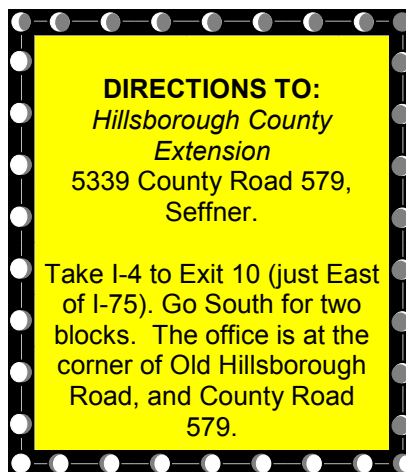 DIRECTIONS TO:
Hillsborough County
Extension
5339 County Road 579,
Seffner.
Take I-4 to Exit 10 (just East
of I-75). Go South for two
blocks. The office is at the
corner of Old Hillsborough
Road, and County Road
579.